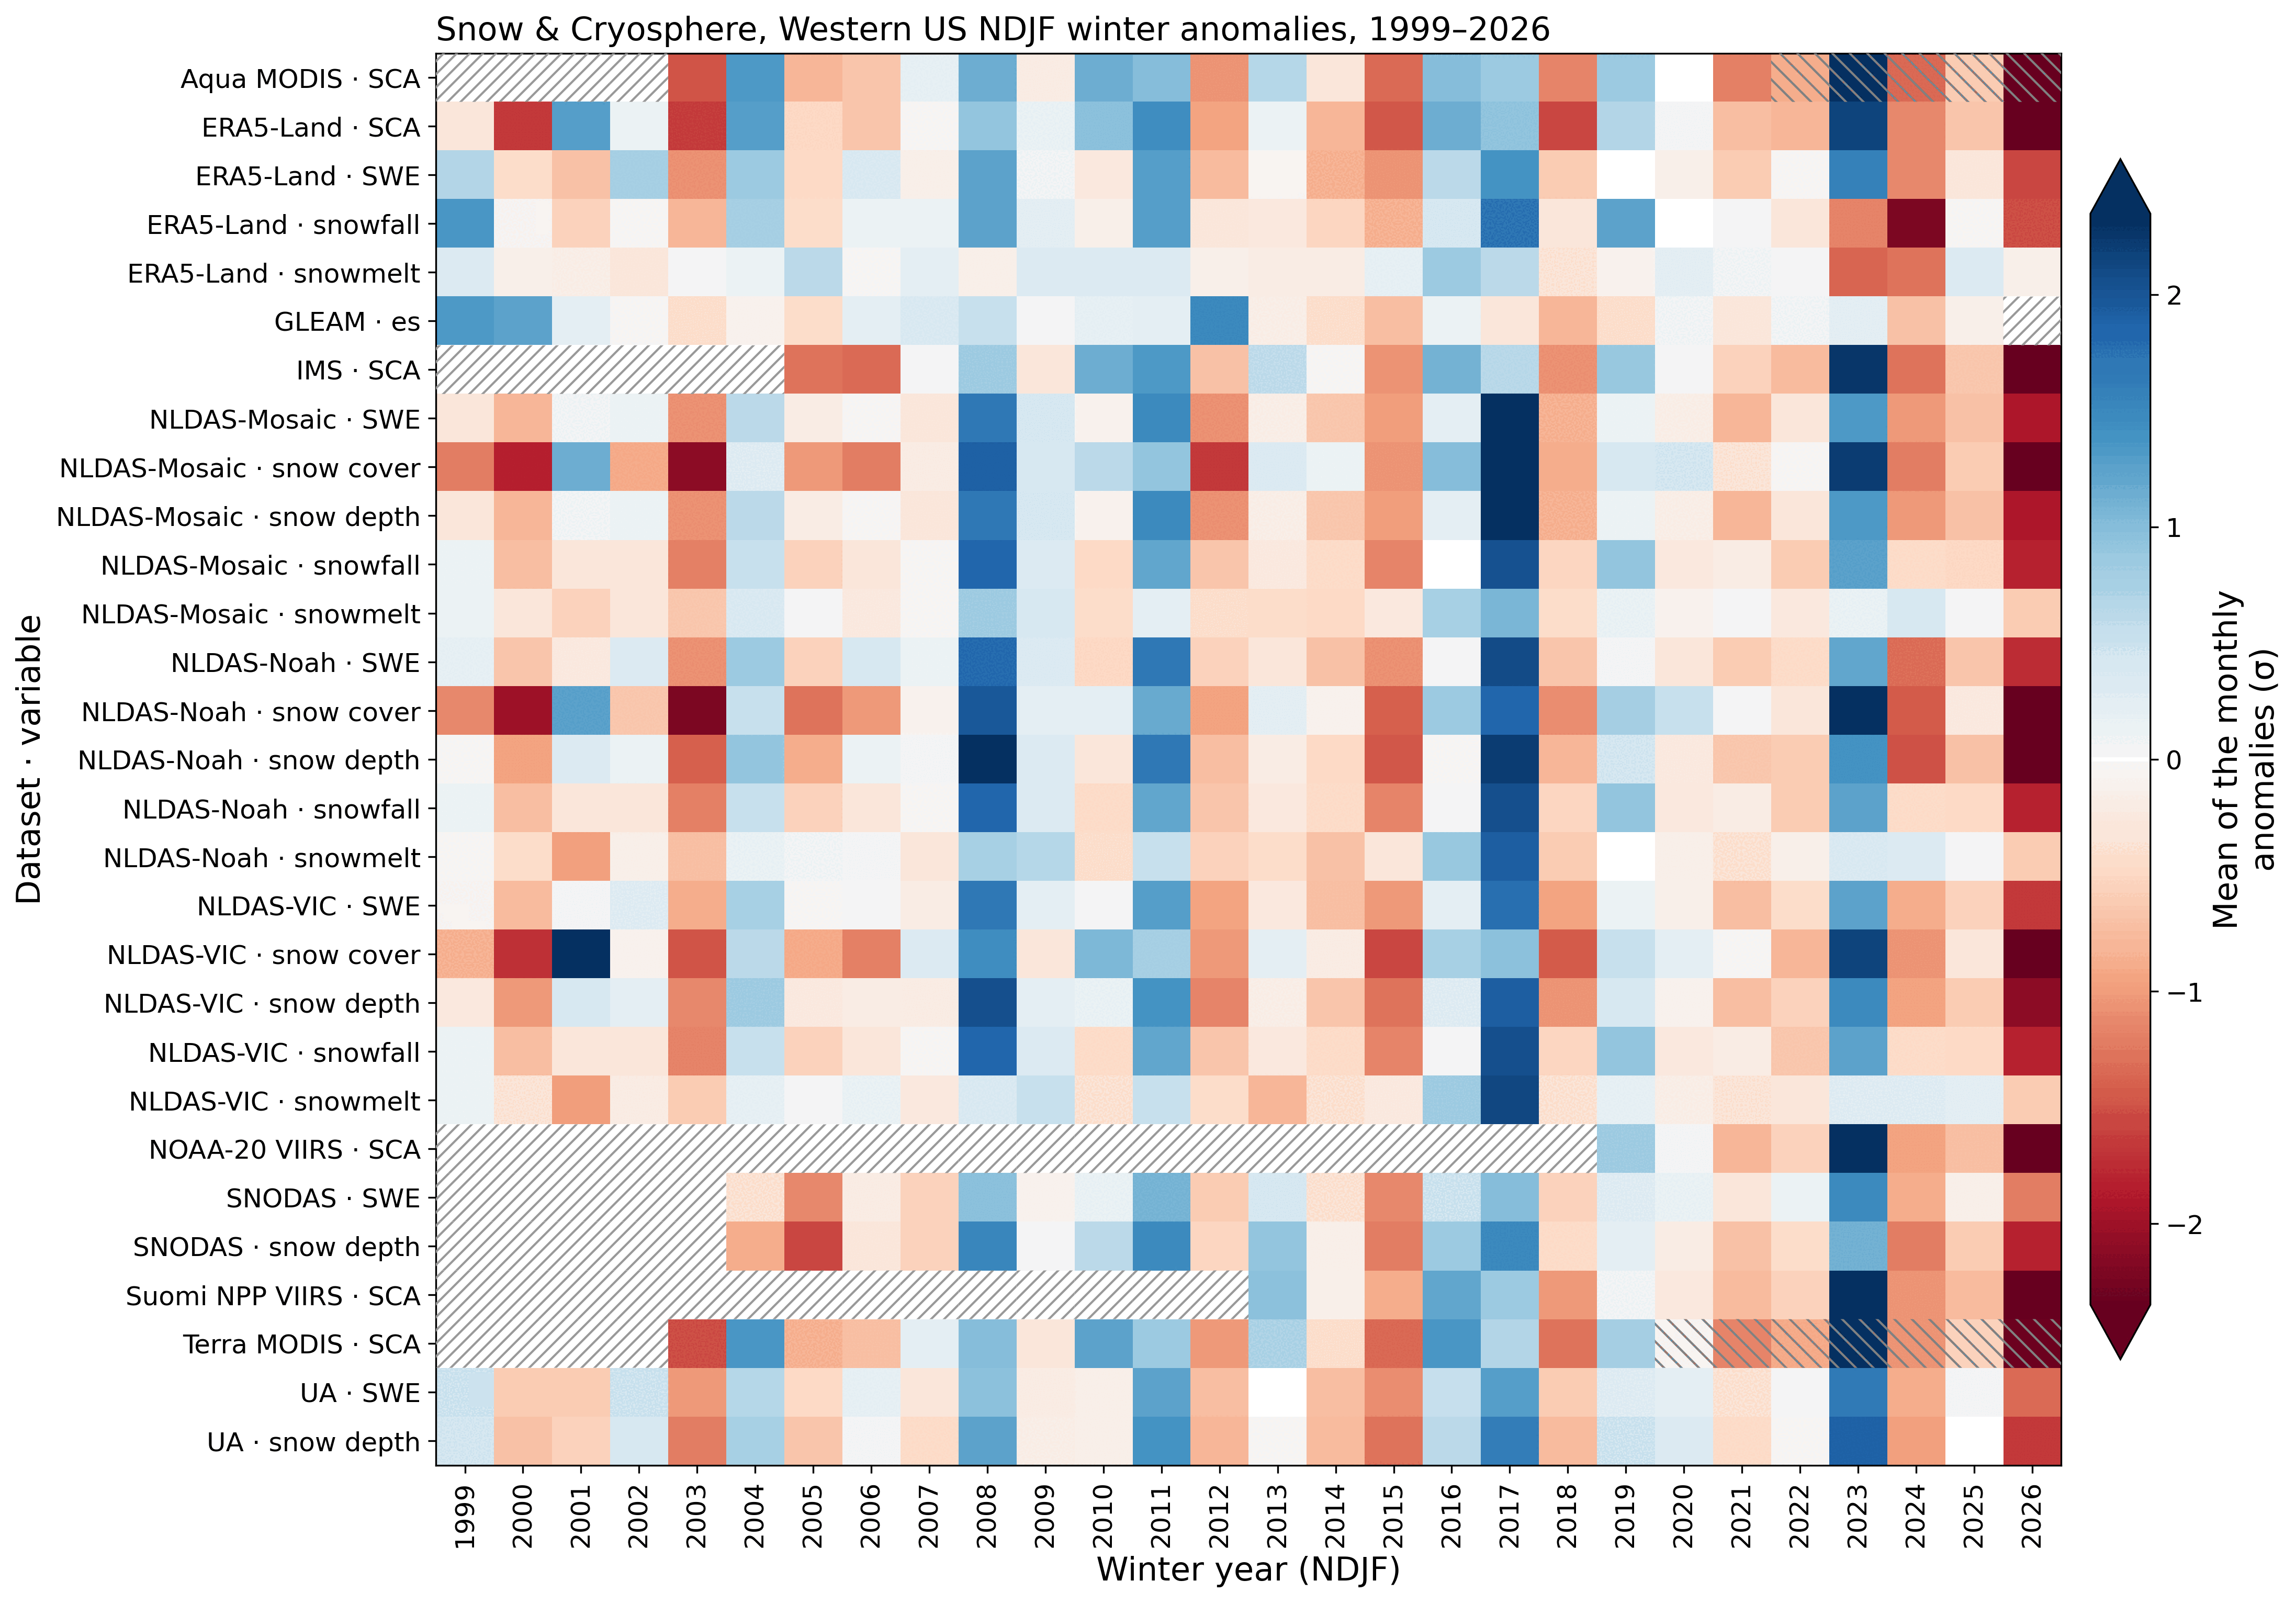 Snow & Cryosphere, Western US NDJF winter anomalies, 1999–2026
Dataset · variable
Aqua MODIS · SCA
ERA5-Land · SCA
ERA5-Land · SWE
ERA5-Land · snowfall
ERA5-Land · snowmelt
GLEAM · es
IMS · SCA
NLDAS-Mosaic · SWE
NLDAS-Mosaic · snow cover
NLDAS-Mosaic · snow depth
NLDAS-Mosaic · snowfall
NLDAS-Mosaic · snowmelt
NLDAS-Noah · SWE
NLDAS-Noah · snow cover
NLDAS-Noah · snow depth
NLDAS-Noah · snowfall
NLDAS-Noah · snowmelt
NLDAS-VIC · SWE
NLDAS-VIC · snow cover
NLDAS-VIC · snow depth
NLDAS-VIC · snowfall
NLDAS-VIC · snowmelt
NOAA-20 VIIRS · SCA
SNODAS · SWE
SNODAS · snow depth
Suomi NPP VIIRS · SCA
Terra MODIS · SCA
UA · SWE
UA · snow depth
1999 2000 2001 2002 2003 2004 2005 2006 2007 2008 2009 2010 2011 2012 2013 2014 2015 2016 2017 2018 2019 2020 2021 2022 2023 2024 2025 2026
Winter year (NDJF)
2
1
0
−1
−2
Mean of the monthly
anomalies (σ)